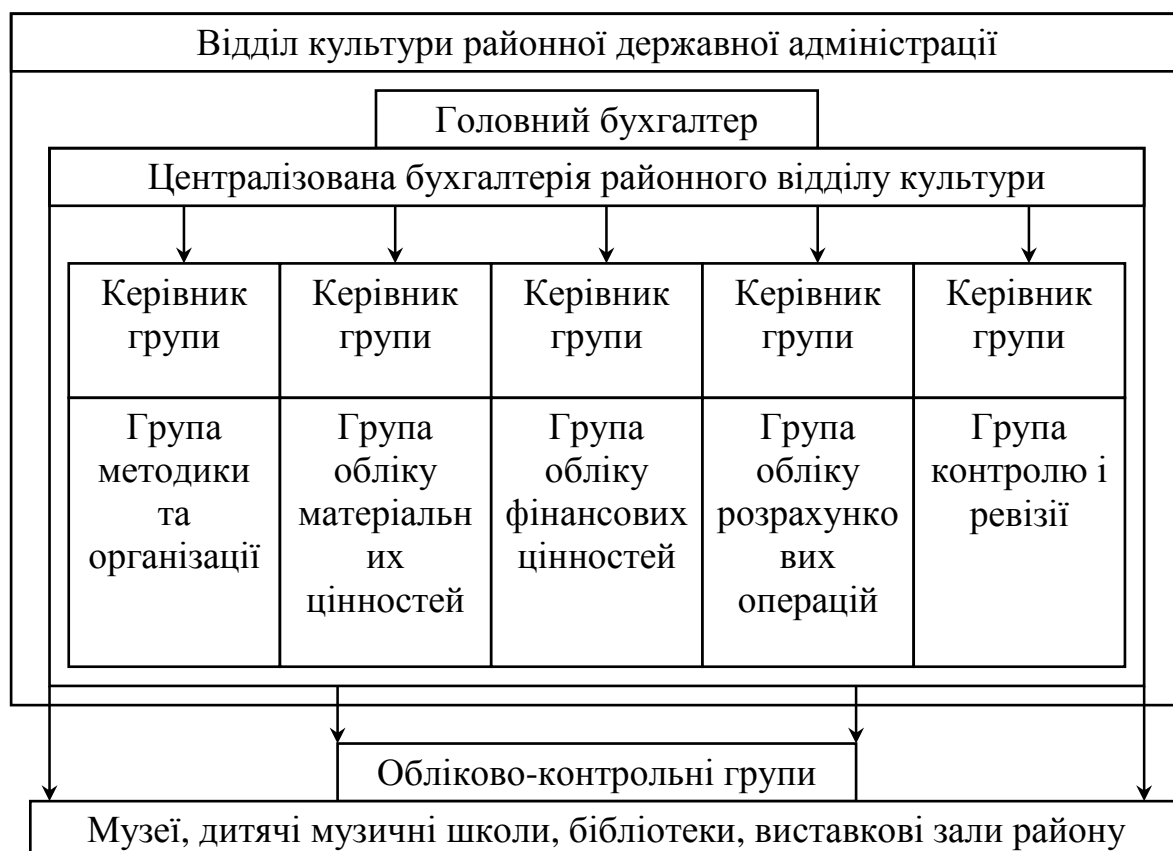 Відділ культури районної державної адміністрації
Головний бухгалтер
Централізована бухгалтерія районного відділу культури
Керівник
групи
Керівник
групи
Керівник
групи
Керівник
групи
Керівник
групи
Група
методики
та
організації
Група
обліку
матеріальн
их
цінностей
Група
обліку
фінансових
цінностей
Група
обліку
розрахунко
вих
операцій
Група
контролю і
ревізії
Обліково-контрольні групи
Музеї, дитячі музичні школи, бібліотеки, виставкові зали району